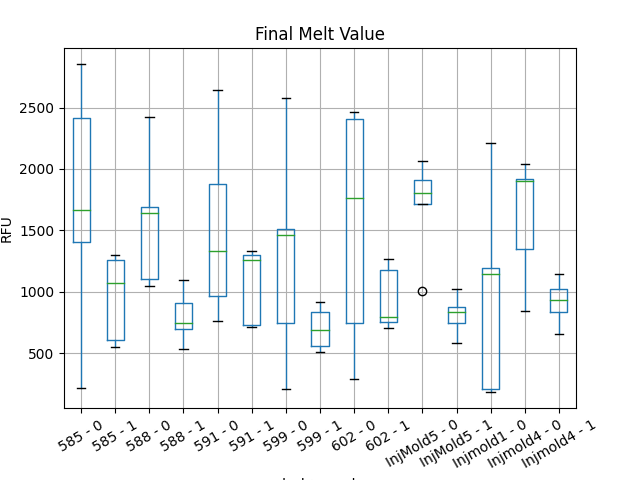 Final Melt Value
RFU
2500
2000
1500
1000
500
585 - 0
585 - 1
588 - 0
588 - 1
591 - 0
591 - 1
599 - 0
599 - 1
602 - 0
602 - 1
InjMold5 - 0
InjMold5 - 1
Injmold1 - 0
Injmold4 - 0
Injmold4 - 1